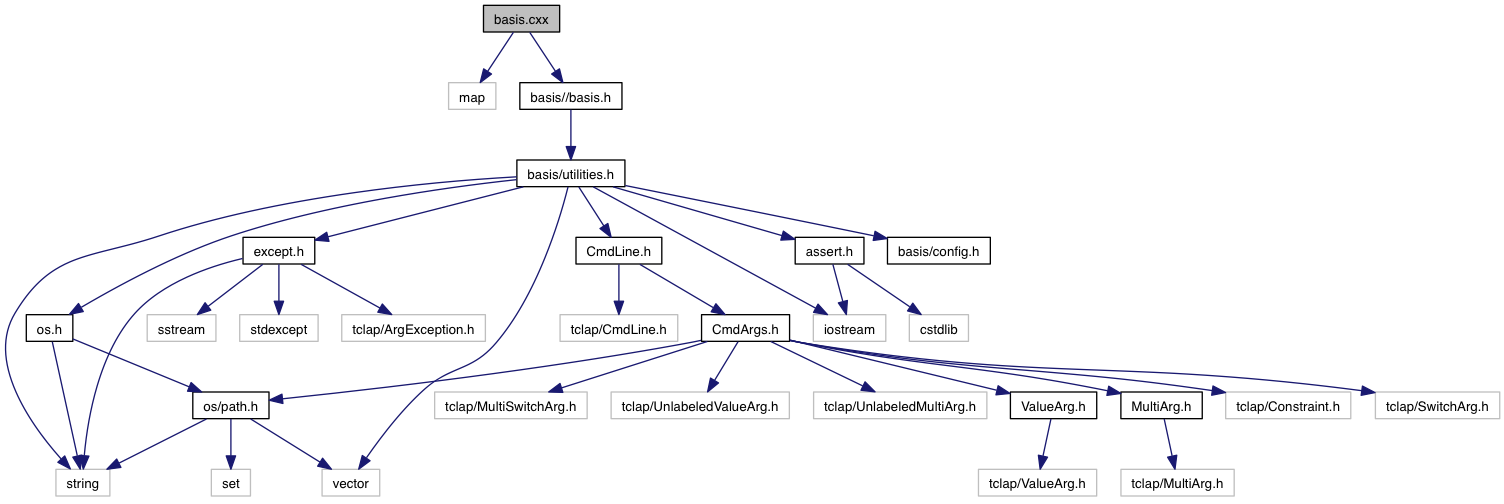 basis.cxx
map
basis//basis.h
basis/utilities.h
except.h
CmdLine.h
assert.h
basis/config.h
os.h
sstream
stdexcept
tclap/ArgException.h
tclap/CmdLine.h
CmdArgs.h
iostream
cstdlib
os/path.h
tclap/MultiSwitchArg.h
tclap/UnlabeledValueArg.h
tclap/UnlabeledMultiArg.h
ValueArg.h
MultiArg.h
tclap/Constraint.h
tclap/SwitchArg.h
string
set
vector
tclap/ValueArg.h
tclap/MultiArg.h